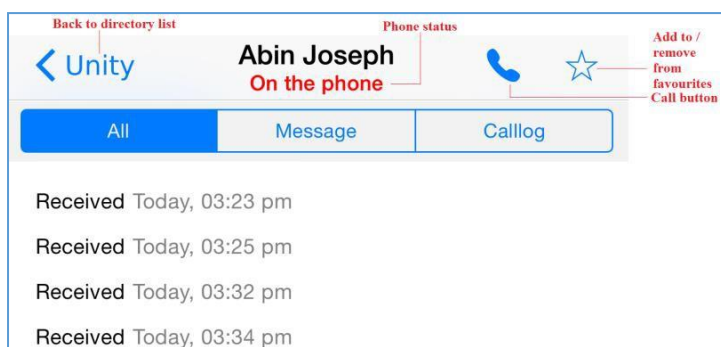 Back to directory list
Phone status
Add to /
remove
from
favourites
Call button
Unity
Abin Joseph
On the phone
All Message Calllog
Received Today, 03:23 pm
Received Today, 03:25 pm
Received Today, 03:32 pm
Received Today, 03:34 pm